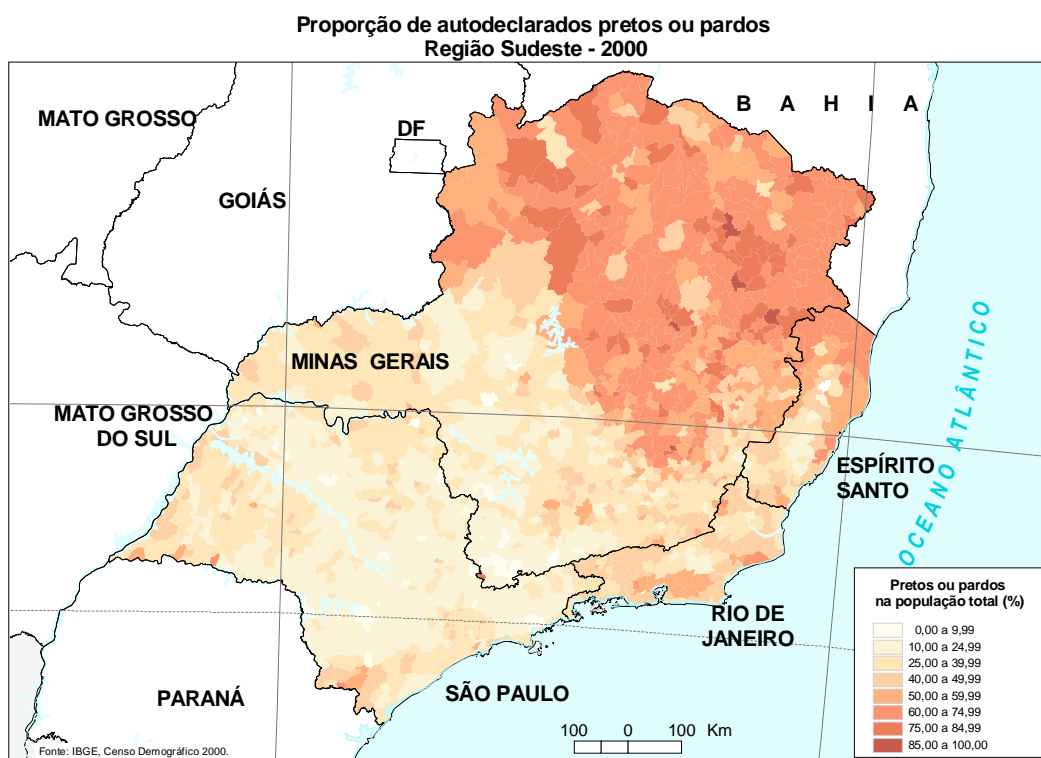 Proporção de autodeclarados pretos ou pardos
Região Sudeste - 2000
BAHIA
MATO GROSSO
DF
GOIÁS
MINAS GERAIS
MATO GROSSO
DO SUL
ESPÍRITO
SANTO
OCEANO ATLÂNTICO
RIO DE
JANEIRO
SÃO PAULO
PARANÁ
Pretos ou pardos
na população total (%)
0,00 a 9,99
10,00 a 24,99
25,00 a 39,99
40,00 a 49,99
50,00 a 59,99
60,00 a 74,99
75,00 a 84,99
85,00 a 100,00
100 0 100 Km
Fonte: IBGE, Censo Demográfico 2000.